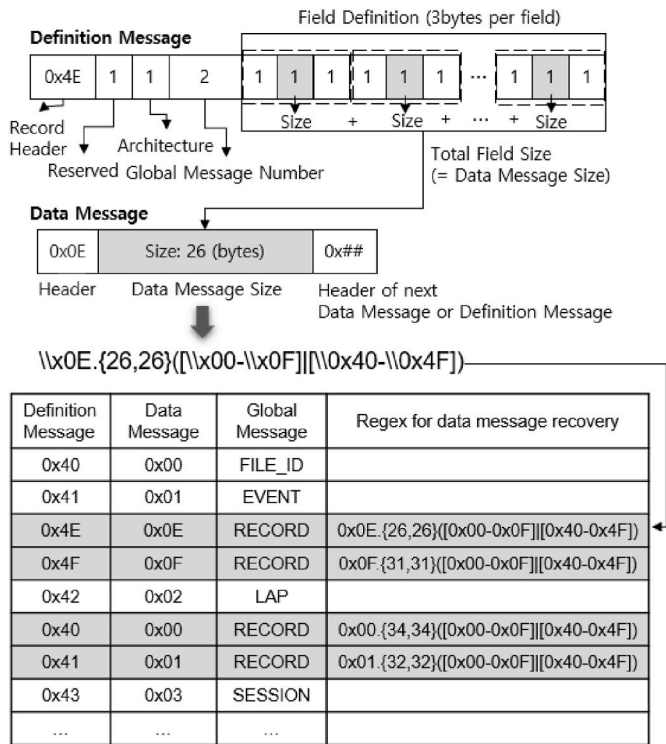 Field Definition (3bytes per field)
Definition Message
0x4E 1 1 2 1 1 1 1 1 1 ... 1 1 1
Size + Size + ... + Size
Record Header
Architecture
Reserved Global Message Number
Total Field Size
(= Data Message Size)
Data Message
0x0E Size: 26 (bytes) 0x##
Header Data Message Size Header of next
Data Message or Definition Message
\\x0E.{26,26}([\\x00-\\x0F]|[\\0x40-\\0x4F])
Definition Message Data Message Global Message Regex for data message recovery
0x40 0x00 FILE_ID
0x41 0x01 EVENT
0x4E 0x0E RECORD 0x0E.{26,26}([0x00-0x0F]|[0x40-0x4F])
0x4F 0x0F RECORD 0x0F.{31,31}([0x00-0x0F]|[0x40-0x4F])
0x42 0x02 LAP
0x40 0x00 RECORD 0x00.{34,34}([0x00-0x0F]|[0x40-0x4F])
0x41 0x01 RECORD 0x01.{32,32}([0x00-0x0F]|[0x40-0x4F])
0x43 0x03 SESSION
... ... ...